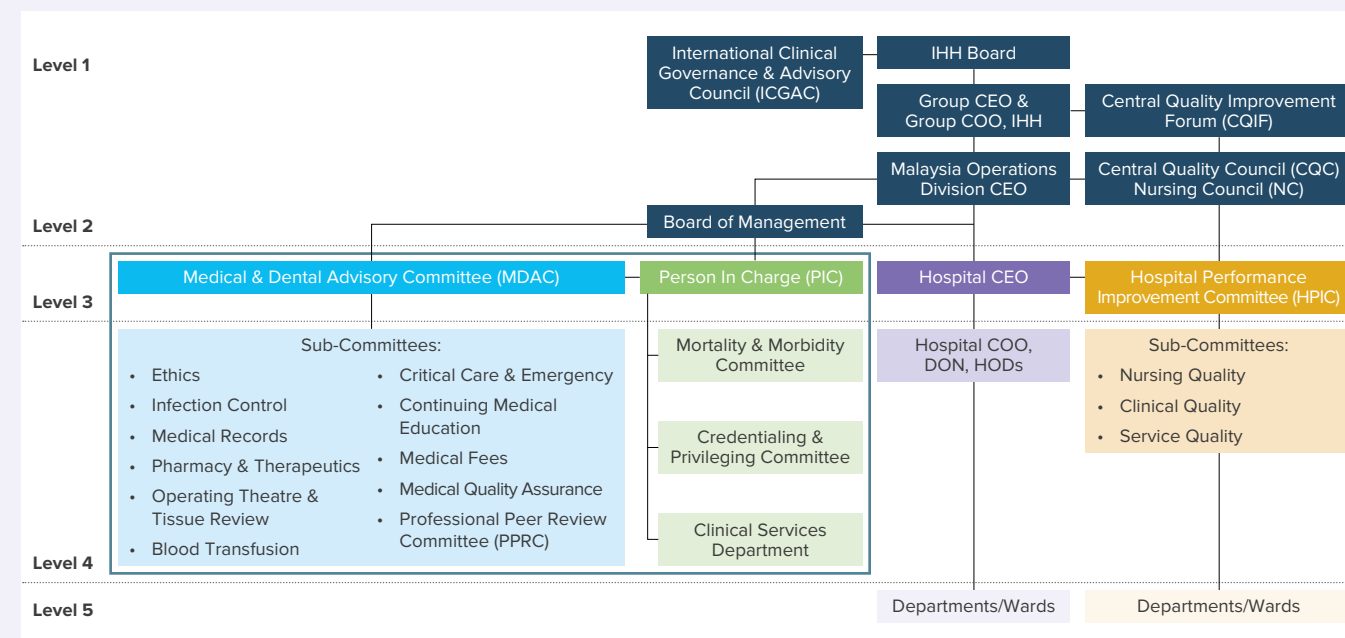 Level 1
International Clinical
Governance & Advisory
Council (ICGAC)
IHH Board
Group CEO &
Group COO, IHH
Central Quality Improvement
Forum (CQIF)
Malaysia Operations
Division CEO
Central Quality Council (CQC)
Nursing Council (NC)
Level 2
Board of Management
Level 3
Medical & Dental Advisory Committee (MDAC)
Person In Charge (PIC)
Hospital CEO
Hospital Performance
Improvement Committee (HPIC)
Level 4
Sub-Committees:
• Ethics
• Infection Control
• Medical Records
• Pharmacy & Therapeutics
• Operating Theatre &
Tissue Review
• Blood Transfusion
• Critical Care & Emergency
• Continuing Medical
Education
• Medical Fees
• Medical Quality Assurance
• Professional Peer Review
Committee (PPRC)
Mortality & Morbidity
Committee
Credentialing &
Privileging Committee
Clinical Services
Department
Hospital COO,
DON, HODs
Sub-Committees:
• Nursing Quality
• Clinical Quality
• Service Quality
Level 5
Departments/Wards
Departments/Wards